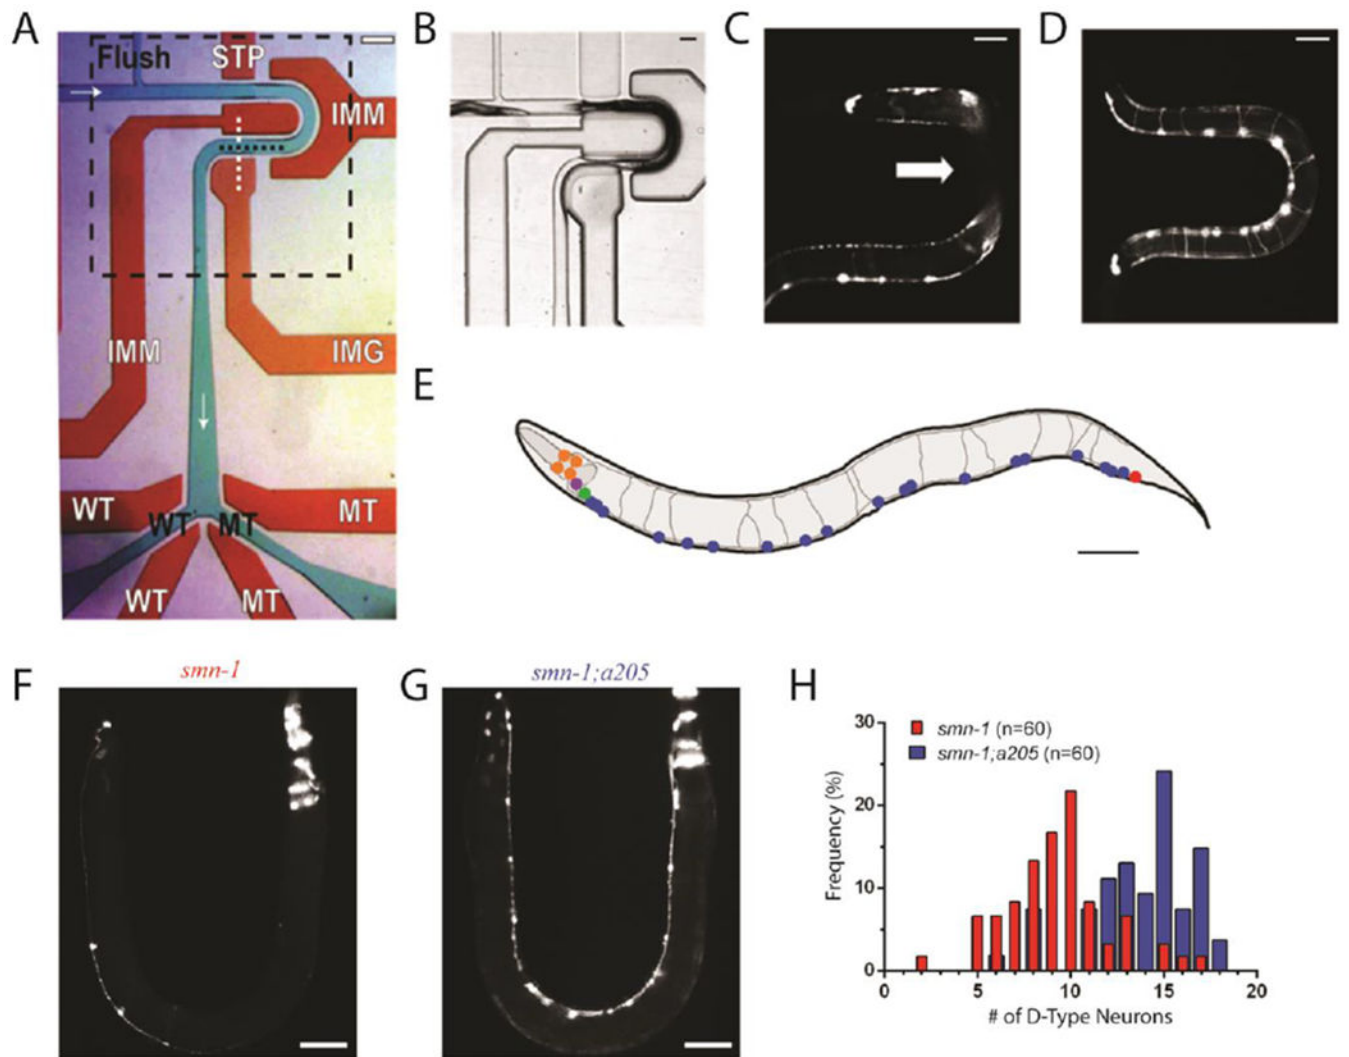 A
B
C
D
Flush
STP
IMM
IMM
IMG
WT
WT
MT
MT
WT
MT
E
F
smn-1
G
smn-1;a205
H
smn-1 (n=60)
smn-1;a205 (n=60)
Frequency (%)
30
20
10
0
0
5
10
15
20
# of D-Type Neurons